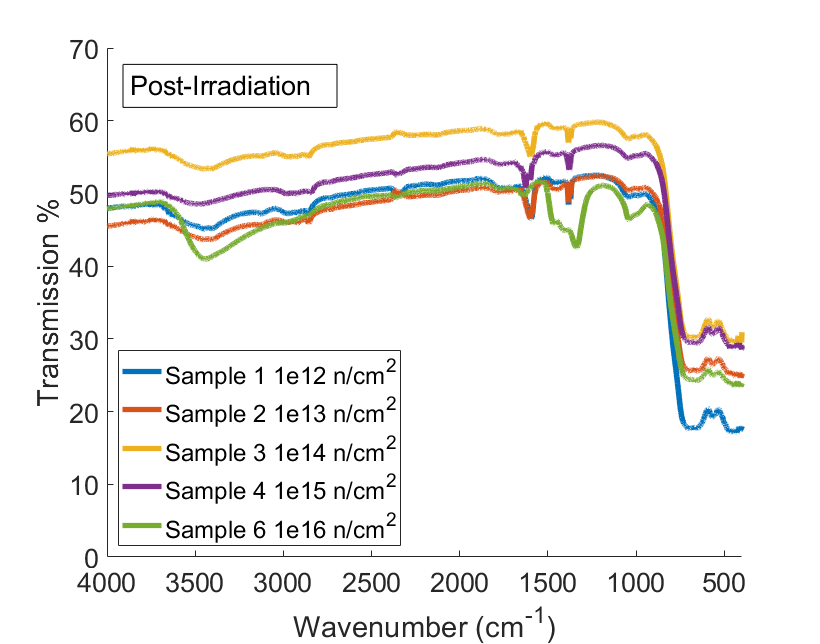 70
Post-Irradiation
60
50
40
30
20
10
0
Transmission %
Sample 1 1e12 n/cm²
Sample 2 1e13 n/cm²
Sample 3 1e14 n/cm²
Sample 4 1e15 n/cm²
Sample 6 1e16 n/cm²
4000 3500 3000 2500 2000 1500 1000 500
Wavenumber (cm⁻¹)